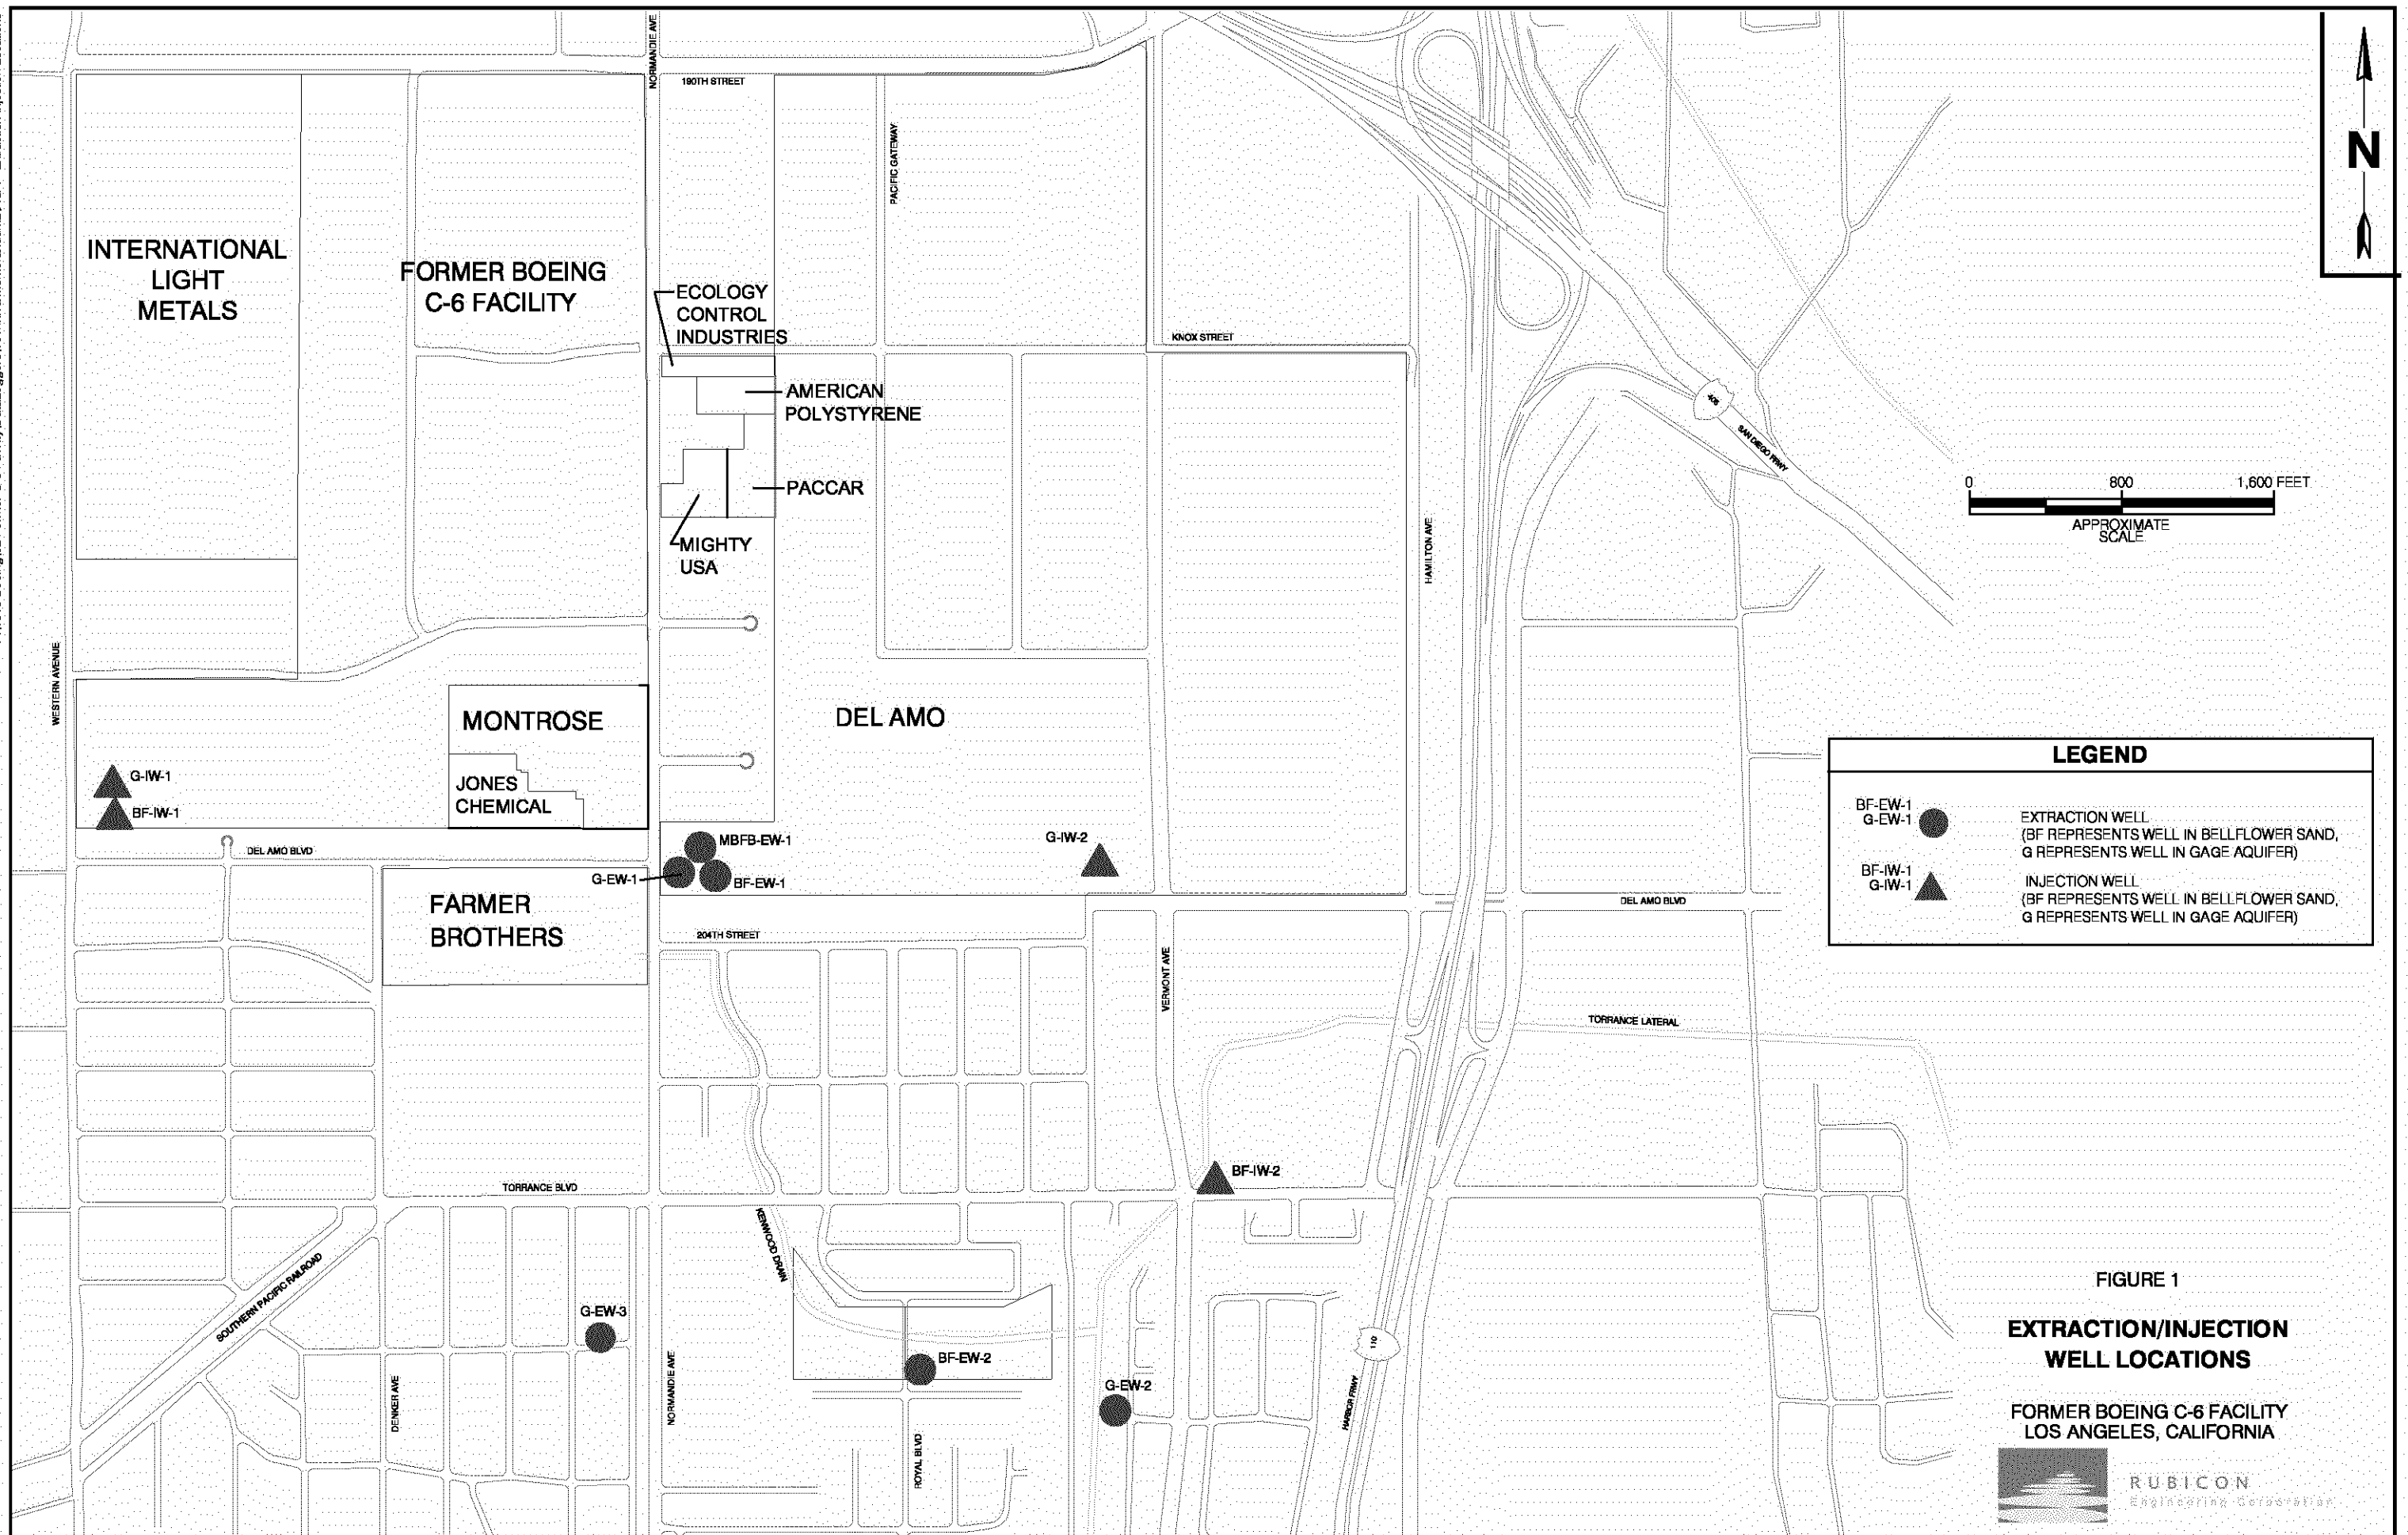 NORMANDIE AVE
190TH STREET
PACIFIC GATEWAY
N
INTERNATIONAL
LIGHT
METALS
FORMER BOEING
C-6 FACILITY
ECOLOGY
CONTROL
INDUSTRIES
KNOX STREET
AMERICAN
POLYSTYRENE
405
SAN DIEGO FRWY
PACCAR
0 800 1,600 FEET
APPROXIMATE
SCALE
MIGHTY
USA
HAMILTON AVE
WESTERN AVENUE
MONTROSE
DEL AMO
JONES
CHEMICAL
G-IW-1
BF-IW-1
LEGEND
BF-EW-1
G-EW-1
EXTRACTION WELL
(BF REPRESENTS WELL IN BELLFLOWER SAND,
G REPRESENTS WELL IN GAGE AQUIFER)
BF-IW-1
G-IW-1
INJECTION WELL
(BF REPRESENTS WELL IN BELLFLOWER SAND,
G REPRESENTS WELL IN GAGE AQUIFER)
DEL AMO BLVD
MBFB-EW-1
G-EW-1
BF-EW-1
G-IW-2
DEL AMO BLVD
FARMER
BROTHERS
204TH STREET
VERMONT AVE
TORRANCE LATERAL
BF-IW-2
TORRANCE BLVD
KENWOOD DRAIN
SOUTHERN PACIFIC RAILROAD
G-EW-3
BF-EW-2
G-EW-2
110
HARBOR FRWY
DENKER AVE
NORMANDIE AVE
ROYAL BLVD
FIGURE 1
EXTRACTION/INJECTION
WELL LOCATIONS
FORMER BOEING C-6 FACILITY
LOS ANGELES, CALIFORNIA
RUBICON
Engineering Corporation